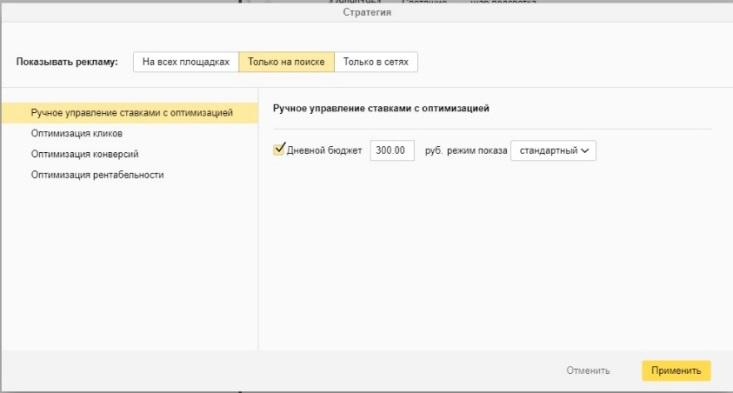 Стратегия
Показывать рекламу: На всех площадках Только на поиске Только в сетях
Ручное управление ставками с оптимизацией
Оптимизация кликов
Оптимизация конверсий
Оптимизация рентабельности
Ручное управление ставками с оптимизацией
Дневной бюджет 300.00 руб. режим показа стандартный
Отменить Применить